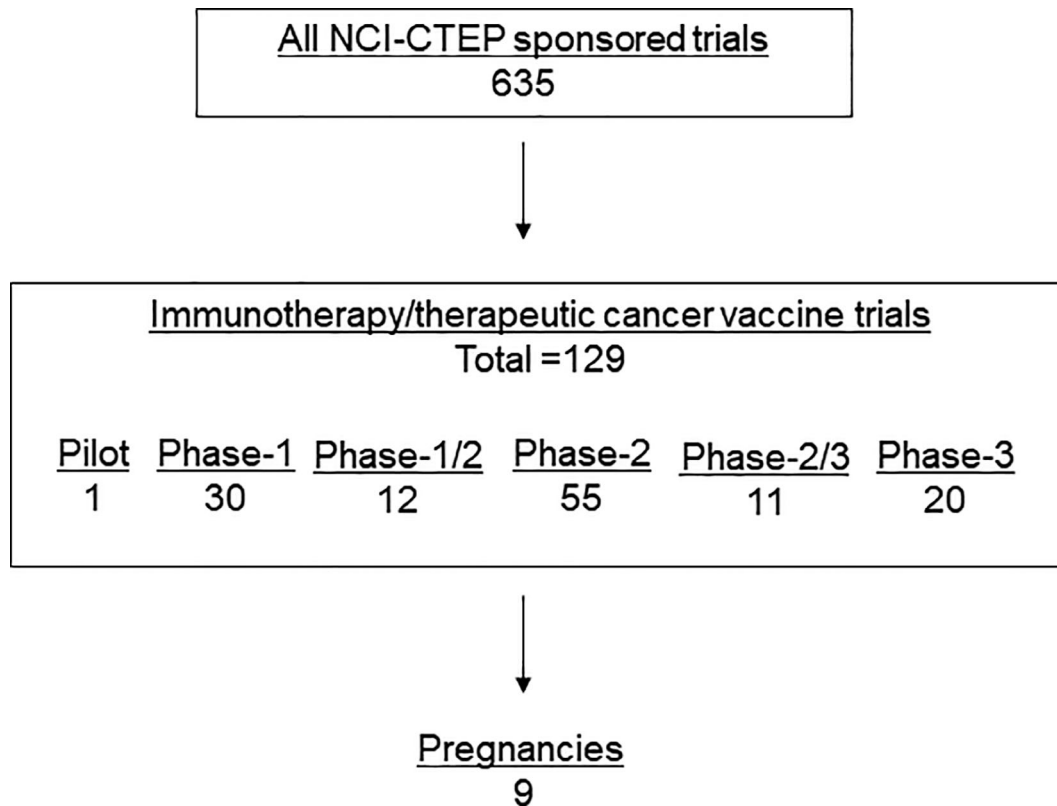 All NCI-CTEP sponsored trials
635
Immunotherapy/therapeutic cancer vaccine trials
Total =129
Pilot Phase-1 Phase-1/2 Phase-2 Phase-2/3 Phase-3
1 30 12 55 11 20
Pregnancies
9